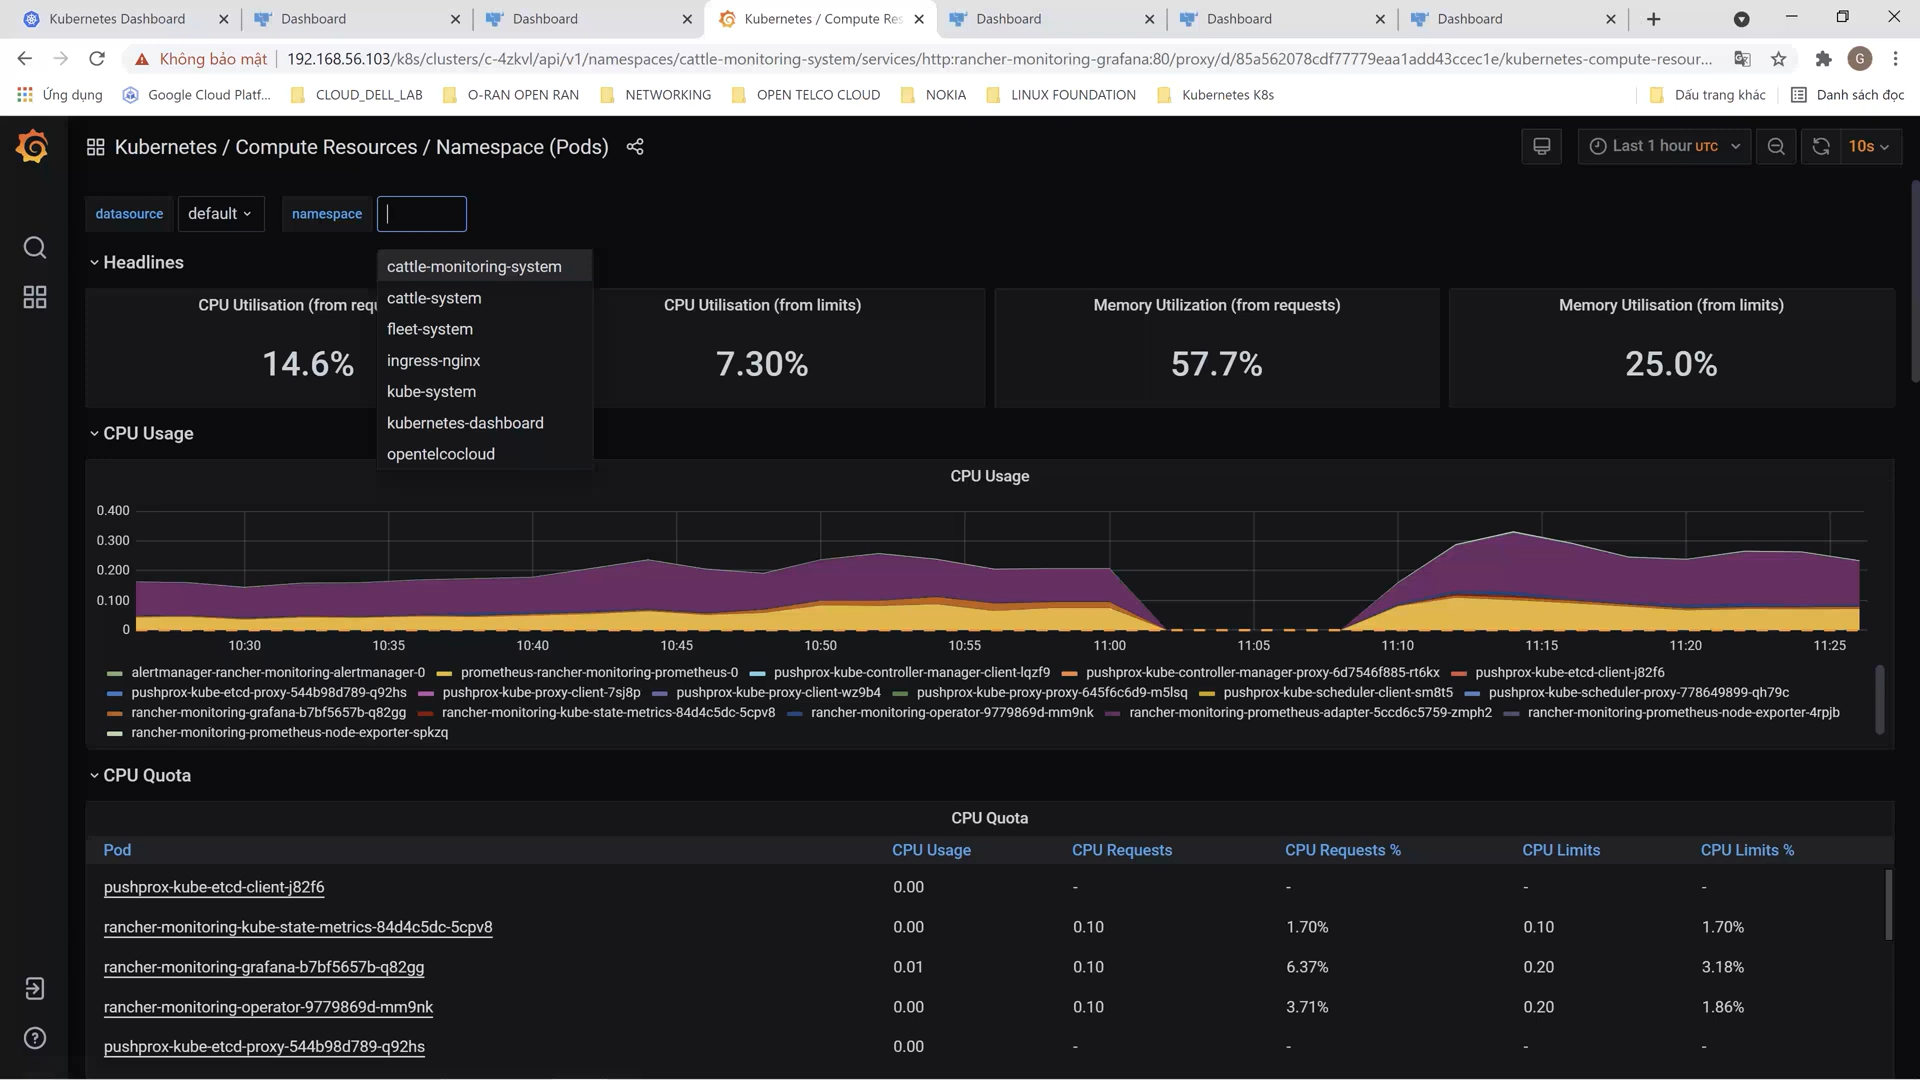 Kubernetes Dashboard
Dashboard
Dashboard
Kubernetes / Compute Res
Dashboard
Dashboard
Dashboard
Không bảo mật
192.168.56.103/k8s/clusters/c-4zkvl/api/v1/namespaces/cattle-monitoring-system/services/http:rancher-monitoring-grafana:80/proxy/d/85a562078cdf77779eaa1add43ccec1e/kubernetes-compute-resour...
G
Ứng dụng
Google Cloud Platf...
CLOUD_DELL_LAB
O-RAN OPEN RAN
NETWORKING
OPEN TELCO CLOUD
NOKIA
LINUX FOUNDATION
Kubernetes K8s
Dấu trang khác
Danh sách đọc
Kubernetes / Compute Resources / Namespace (Pods)
Last 1 hour UTC
10s
datasource
default
namespace
Headlines
cattle-monitoring-system
cattle-system
fleet-system
ingress-nginx
kube-system
kubernetes-dashboard
opentelcocloud
CPU Utilisation (from req
14.6%
CPU Utilisation (from limits)
7.30%
Memory Utilization (from requests)
57.7%
Memory Utilisation (from limits)
25.0%
CPU Usage
CPU Usage
0.400
0.300
0.200
0.100
0
10:30 10:35 10:40 10:45 10:50 10:55 11:00 11:05 11:10 11:15 11:20 11:25
alertmanager-rancher-monitoring-alertmanager-0 prometheus-rancher-monitoring-prometheus-0 pushprox-kube-controller-manager-client-lqzf9 pushprox-kube-controller-manager-proxy-6d7546f885-rt6kx pushprox-kube-etcd-client-j82f6
pushprox-kube-etcd-proxy-544b98d789-q92hs pushprox-kube-proxy-client-7sj8p pushprox-kube-proxy-client-wz9b4 pushprox-kube-proxy-proxy-645f6c6d9-m5lsq pushprox-kube-scheduler-client-sm8t5 pushprox-kube-scheduler-proxy-778649899-qh79c
rancher-monitoring-grafana-b7bf5657b-q82gg rancher-monitoring-kube-state-metrics-84d4c5dc-5cpv8 rancher-monitoring-operator-9779869d-mm9nk rancher-monitoring-prometheus-adapter-5ccd6c5759-zmph2 rancher-monitoring-prometheus-node-exporter-4rpjb
rancher-monitoring-prometheus-node-exporter-spkzq
CPU Quota
CPU Quota
Pod CPU Usage CPU Requests CPU Requests % CPU Limits CPU Limits %
pushprox-kube-etcd-client-j82f6 0.00 - - - -
rancher-monitoring-kube-state-metrics-84d4c5dc-5cpv8 0.00 0.10 1.70% 0.10 1.70%
rancher-monitoring-grafana-b7bf5657b-q82gg 0.01 0.10 6.37% 0.20 3.18%
rancher-monitoring-operator-9779869d-mm9nk 0.00 0.10 3.71% 0.20 1.86%
pushprox-kube-etcd-proxy-544b98d789-q92hs 0.00 - - - -